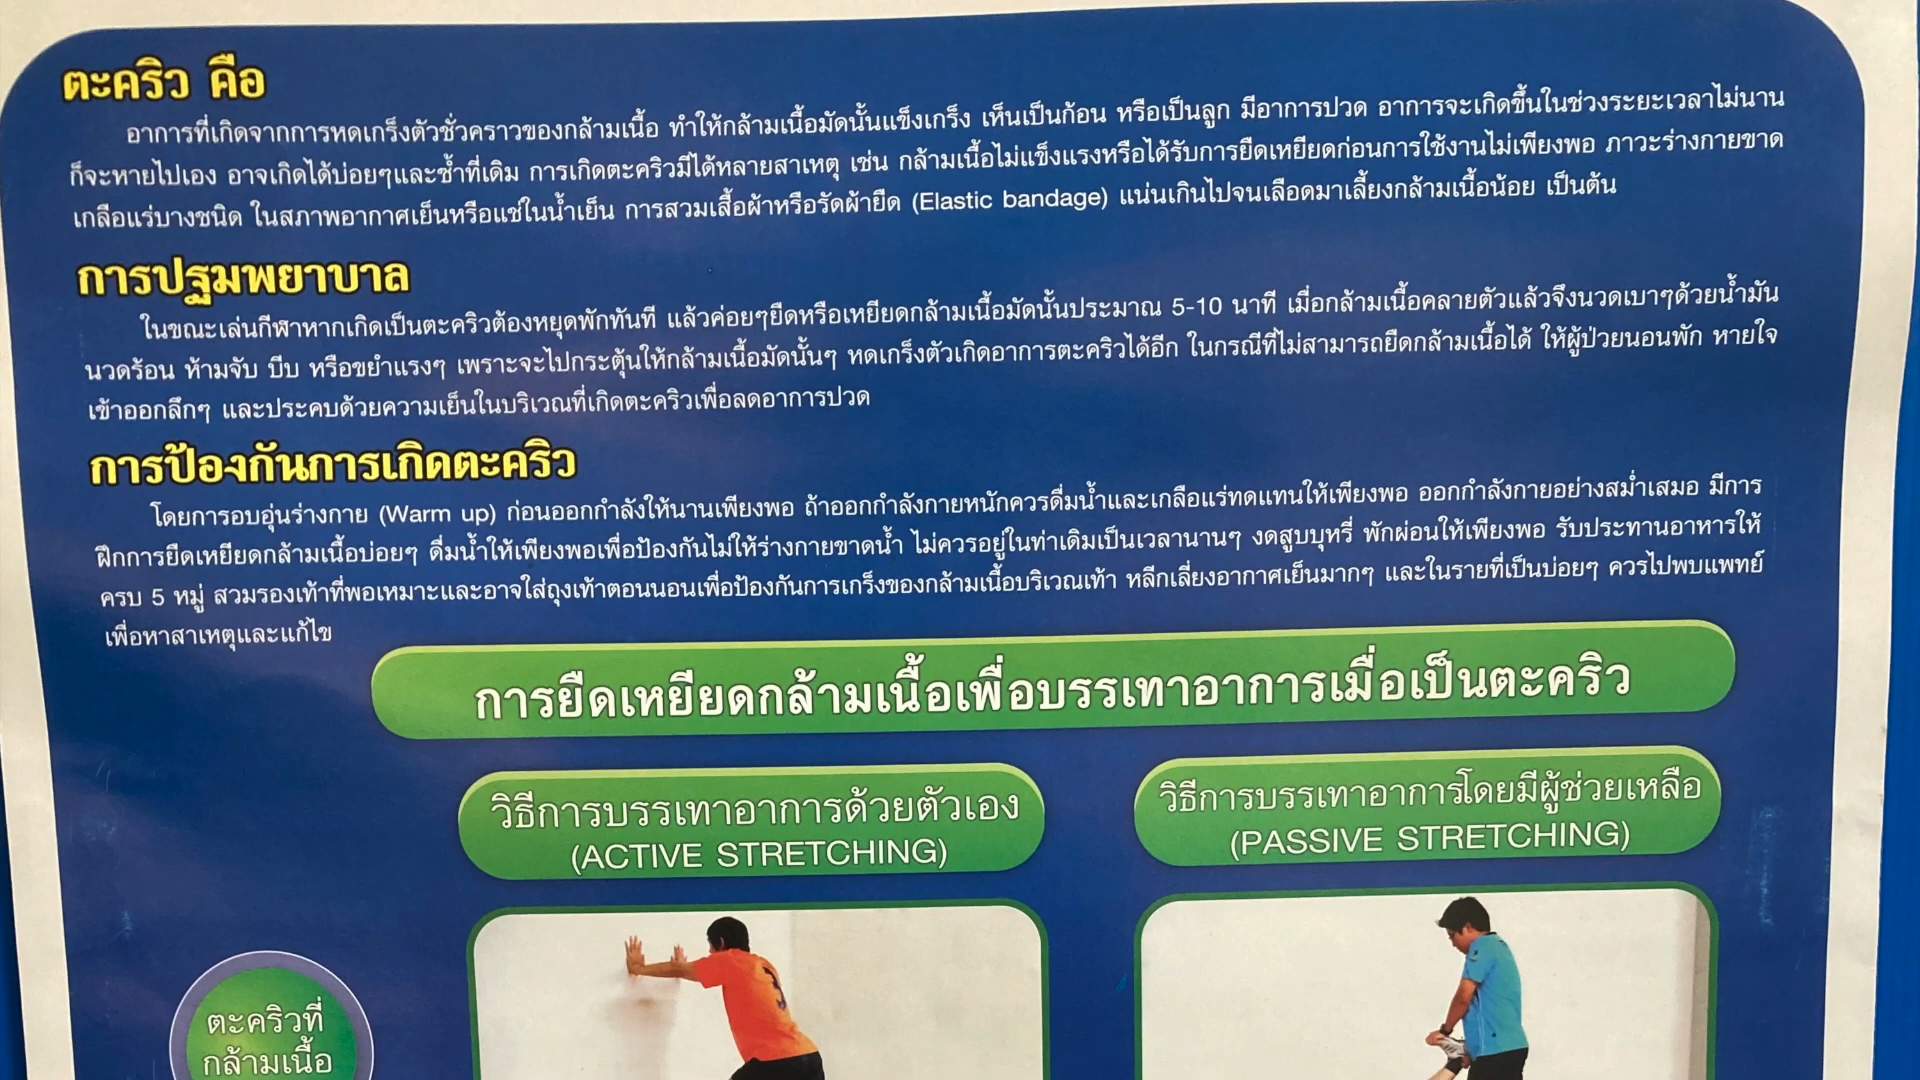 ตะคริว คือ
อาการที่เกิดจากการหดเกร็งตัวชั่วคราวของกล้ามเนื้อ ทำให้กล้ามเนื้อมัดนั้นแข็งเกร็ง เห็นเป็นก้อน หรือเป็นลูก มีอาการปวด อาการจะเกิดขึ้นในช่วงระยะเวลาไม่นาน
ก็จะหายไปเอง อาจเกิดได้บ่อยๆและซ้ำที่เดิม การเกิดตะคริวมีได้หลายสาเหตุ เช่น กล้ามเนื้อไม่แข็งแรงหรือได้รับการยืดเหยียดก่อนการใช้งานไม่เพียงพอ ภาวะร่างกายขาด
เกลือแร่บางชนิด ในสภาพอากาศเย็นหรือแช่ในน้ำเย็น การสวมเสื้อผ้าหรือรัดผ้ายืด (Elastic bandage) แน่นเกินไปจนเลือดมาเลี้ยงกล้ามเนื้อน้อย เป็นต้น
การปฐมพยาบาล
ในขณะเล่นกีฬาหากเกิดเป็นตะคริวต้องหยุดพักทันที แล้วค่อยๆยืดหรือเหยียดกล้ามเนื้อมัดนั้นประมาณ 5-10 นาที เมื่อกล้ามเนื้อคลายตัวแล้วจึงนวดเบาๆด้วยน้ำมัน
นวดร้อน ห้ามจับ บีบ หรือขยำแรงๆ เพราะจะไปกระตุ้นให้กล้ามเนื้อมัดนั้นๆ หดเกร็งตัวเกิดอาการตะคริวได้อีก ในกรณีที่ไม่สามารถยืดกล้ามเนื้อได้ ให้ผู้ป่วยนอนพัก หายใจ
เข้าออกลึกๆ และประคบด้วยความเย็นในบริเวณที่เกิดตะคริวเพื่อลดอาการปวด
การป้องกันการเกิดตะคริว
โดยการอบอุ่นร่างกาย (Warm up) ก่อนออกกำลังให้นานเพียงพอ ถ้าออกกำลังกายหนักควรดื่มน้ำและเกลือแร่ทดแทนให้เพียงพอ ออกกำลังกายอย่างสม่ำเสมอ มีการ
ฝึกการยืดเหยียดกล้ามเนื้อบ่อยๆ ดื่มน้ำให้เพียงพอเพื่อป้องกันไม่ให้ร่างกายขาดน้ำ ไม่ควรอยู่ในท่าเดิมเป็นเวลานานๆ งดสูบบุหรี่ พักผ่อนให้เพียงพอ รับประทานอาหารให้
ครบ 5 หมู่ สวมรองเท้าที่พอเหมาะและอาจใส่ถุงเท้าตอนนอนเพื่อป้องกันการเกร็งของกล้ามเนื้อบริเวณเท้า หลีกเลี่ยงอากาศเย็นมากๆ และในรายที่เป็นบ่อยๆ ควรไปพบแพทย์
เพื่อหาสาเหตุและแก้ไข
การยืดเหยียดกล้ามเนื้อเพื่อบรรเทาอาการเมื่อเป็นตะคริว
วิธีการบรรเทาอาการด้วยตัวเอง
(ACTIVE STRETCHING)
วิธีการบรรเทาอาการโดยมีผู้ช่วยเหลือ
(PASSIVE STRETCHING)
3
ตะคริวที่
กล้ามเนื้อ